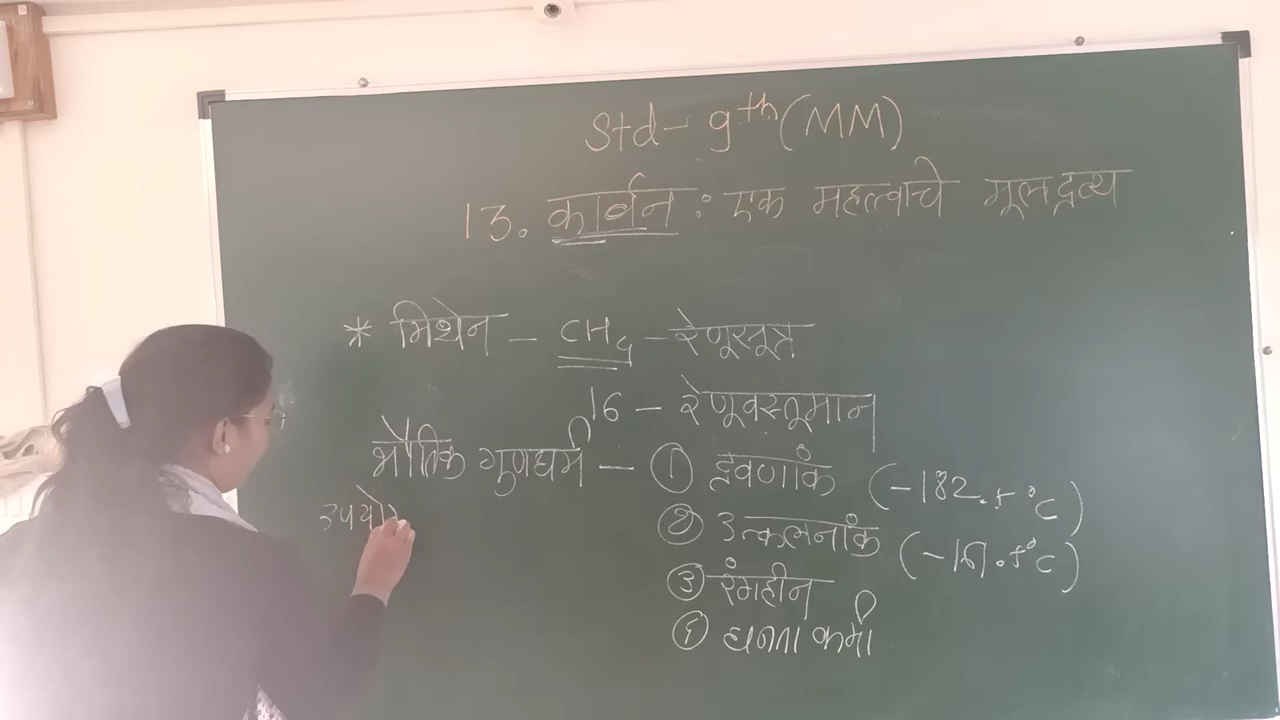 Std - 9th (MM)
13. कार्बन : एक महत्वाचे मूलद्रव्य
* मिथेन - CH4 - रेणूसूत्र
16 - रेणूवस्तूमान
भौतिक गुणधर्म - ① द्रवणांक (-182.5°C)
② उत्कलनांक (-161.5°C)
③ रंगहीन
④ घनता कमी
उपयो